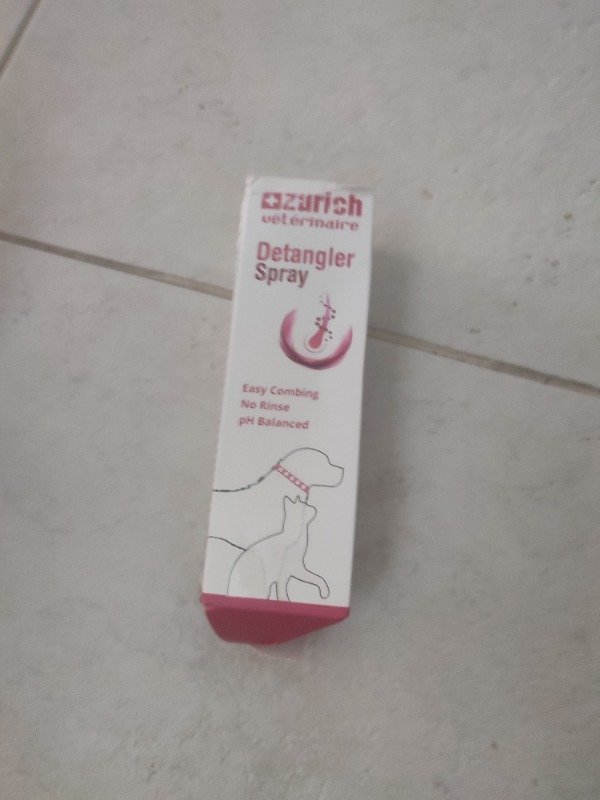 zurich
vétérinaire
Detangler
Spray
Easy Combing
No Rinse
pH Balanced